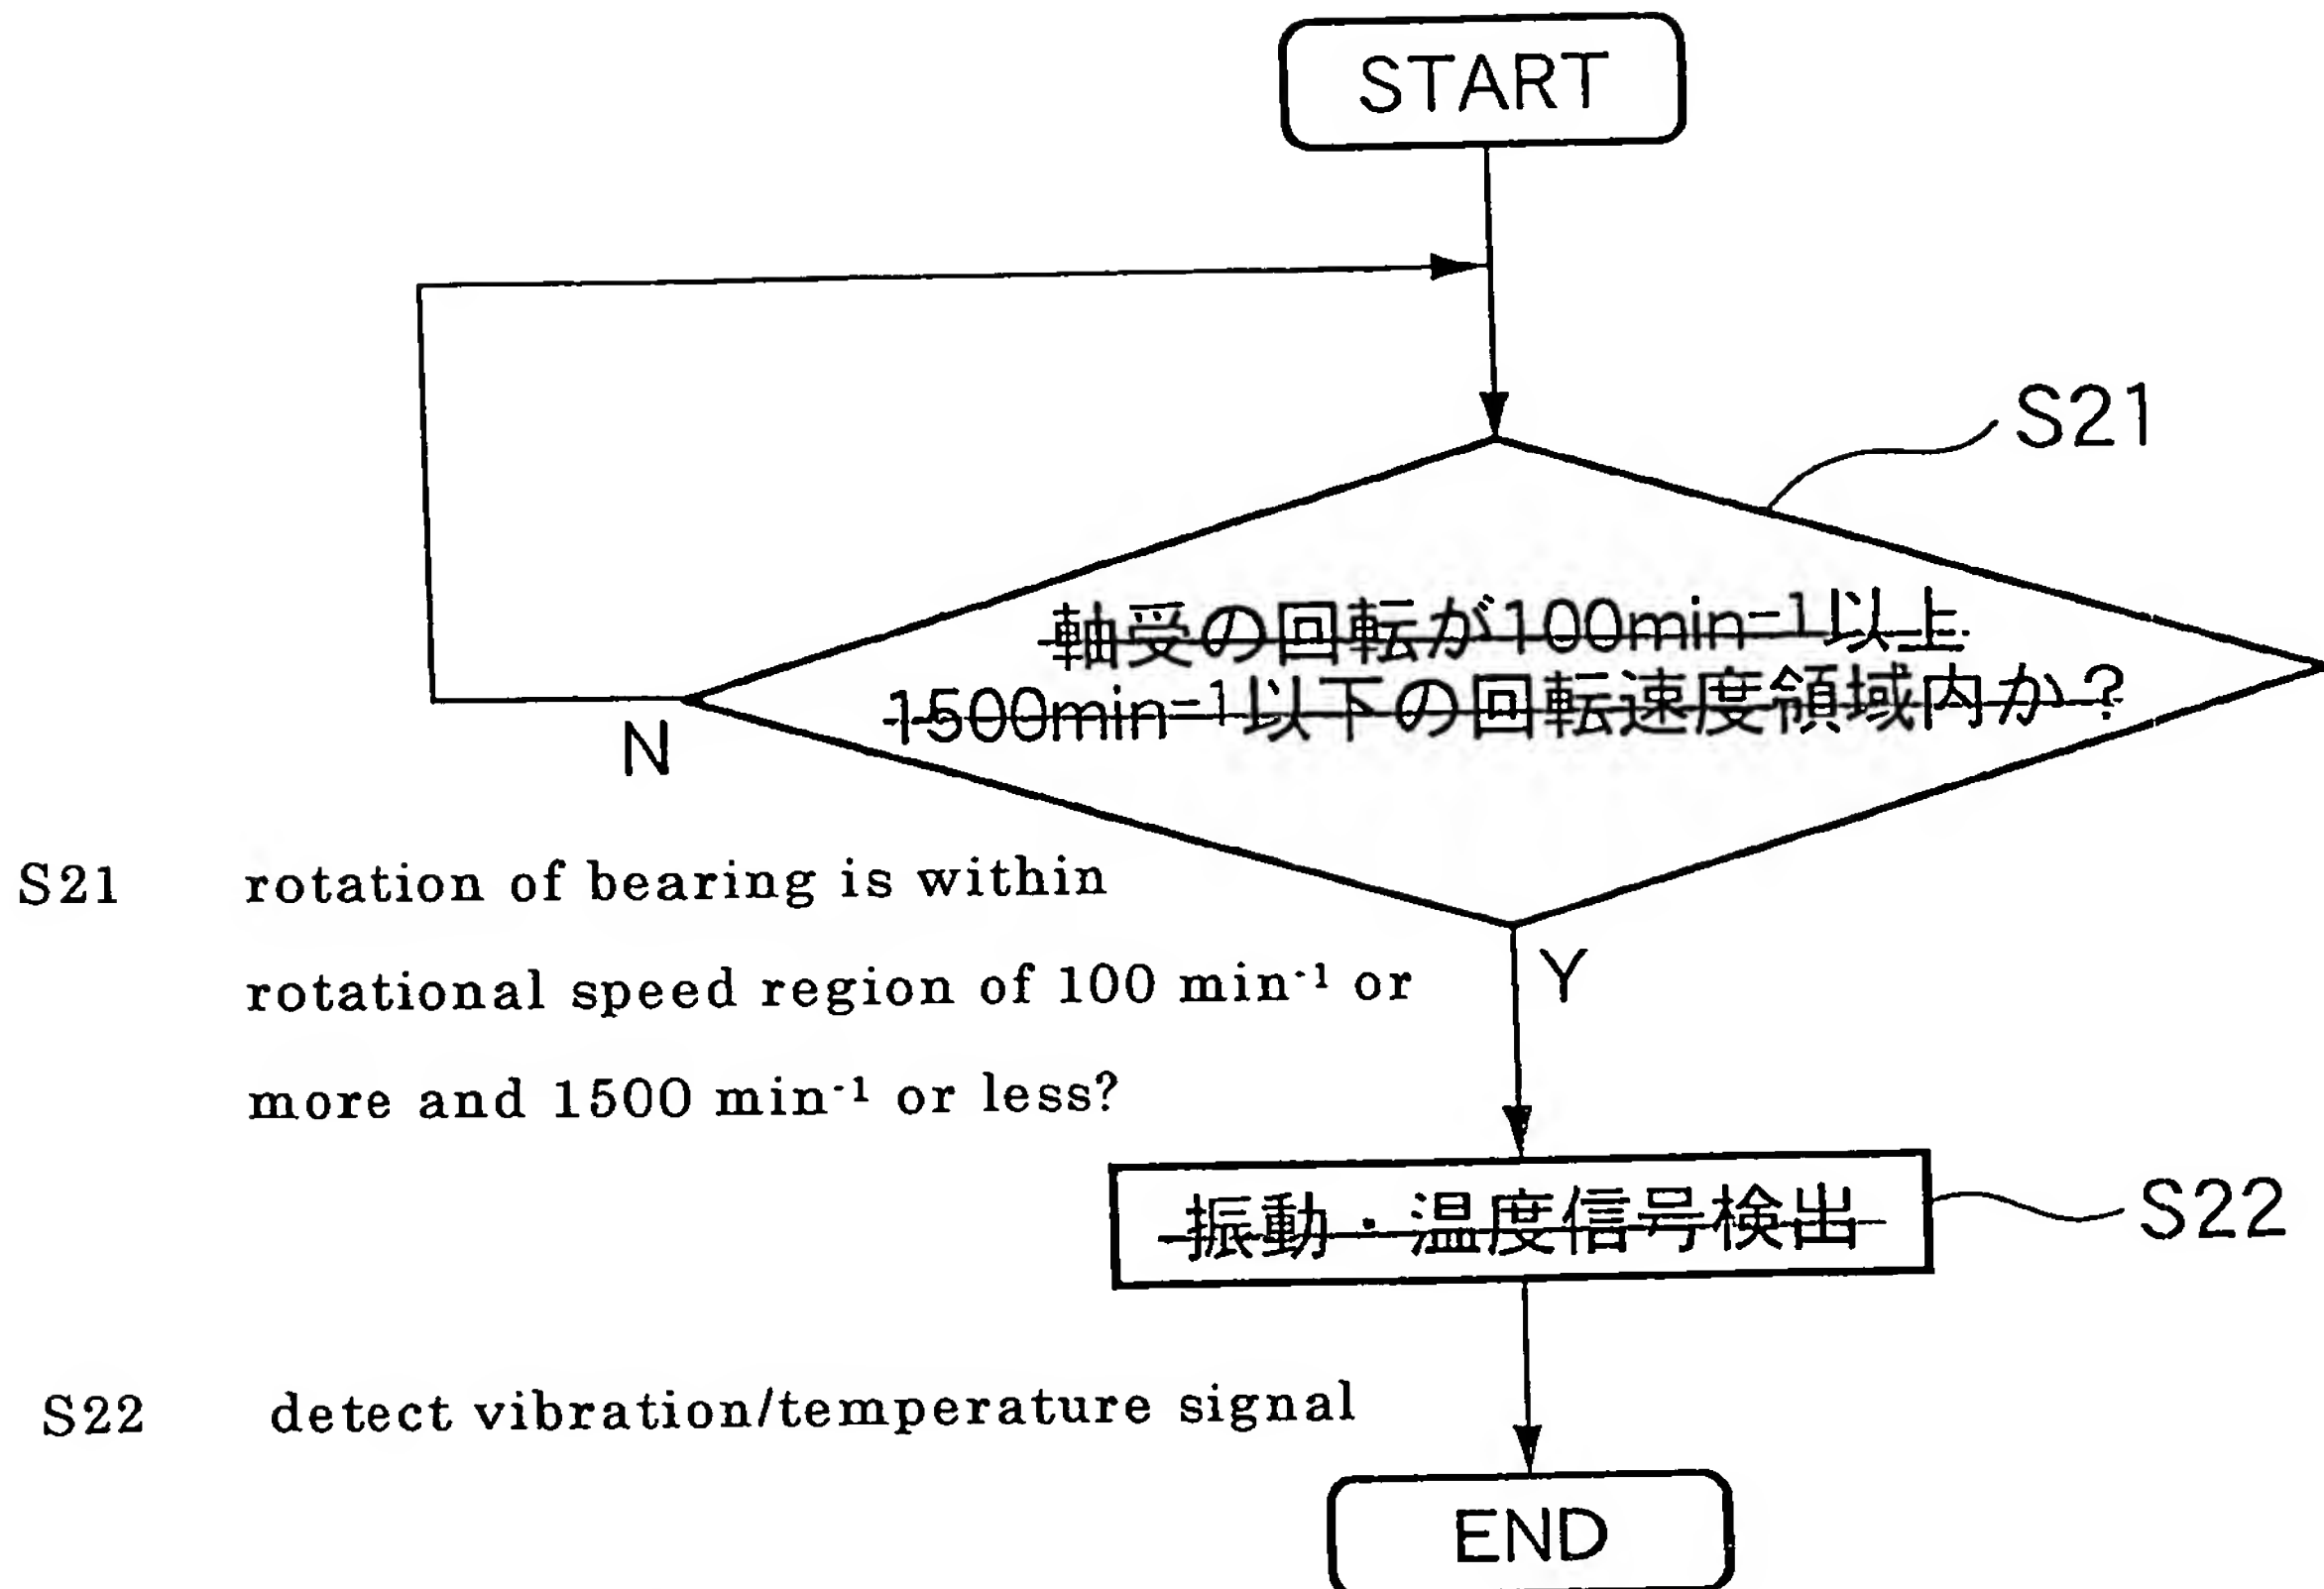 START
S21
軸受の回転が100min⁻¹以上
1500min⁻¹以下の回転速度領域内か?
N
S21 rotation of bearing is within
rotational speed region of 100 min⁻¹ or
more and 1500 min⁻¹ or less?
Y
振動・温度信号検出
S22
S22 detect vibration/temperature signal
END